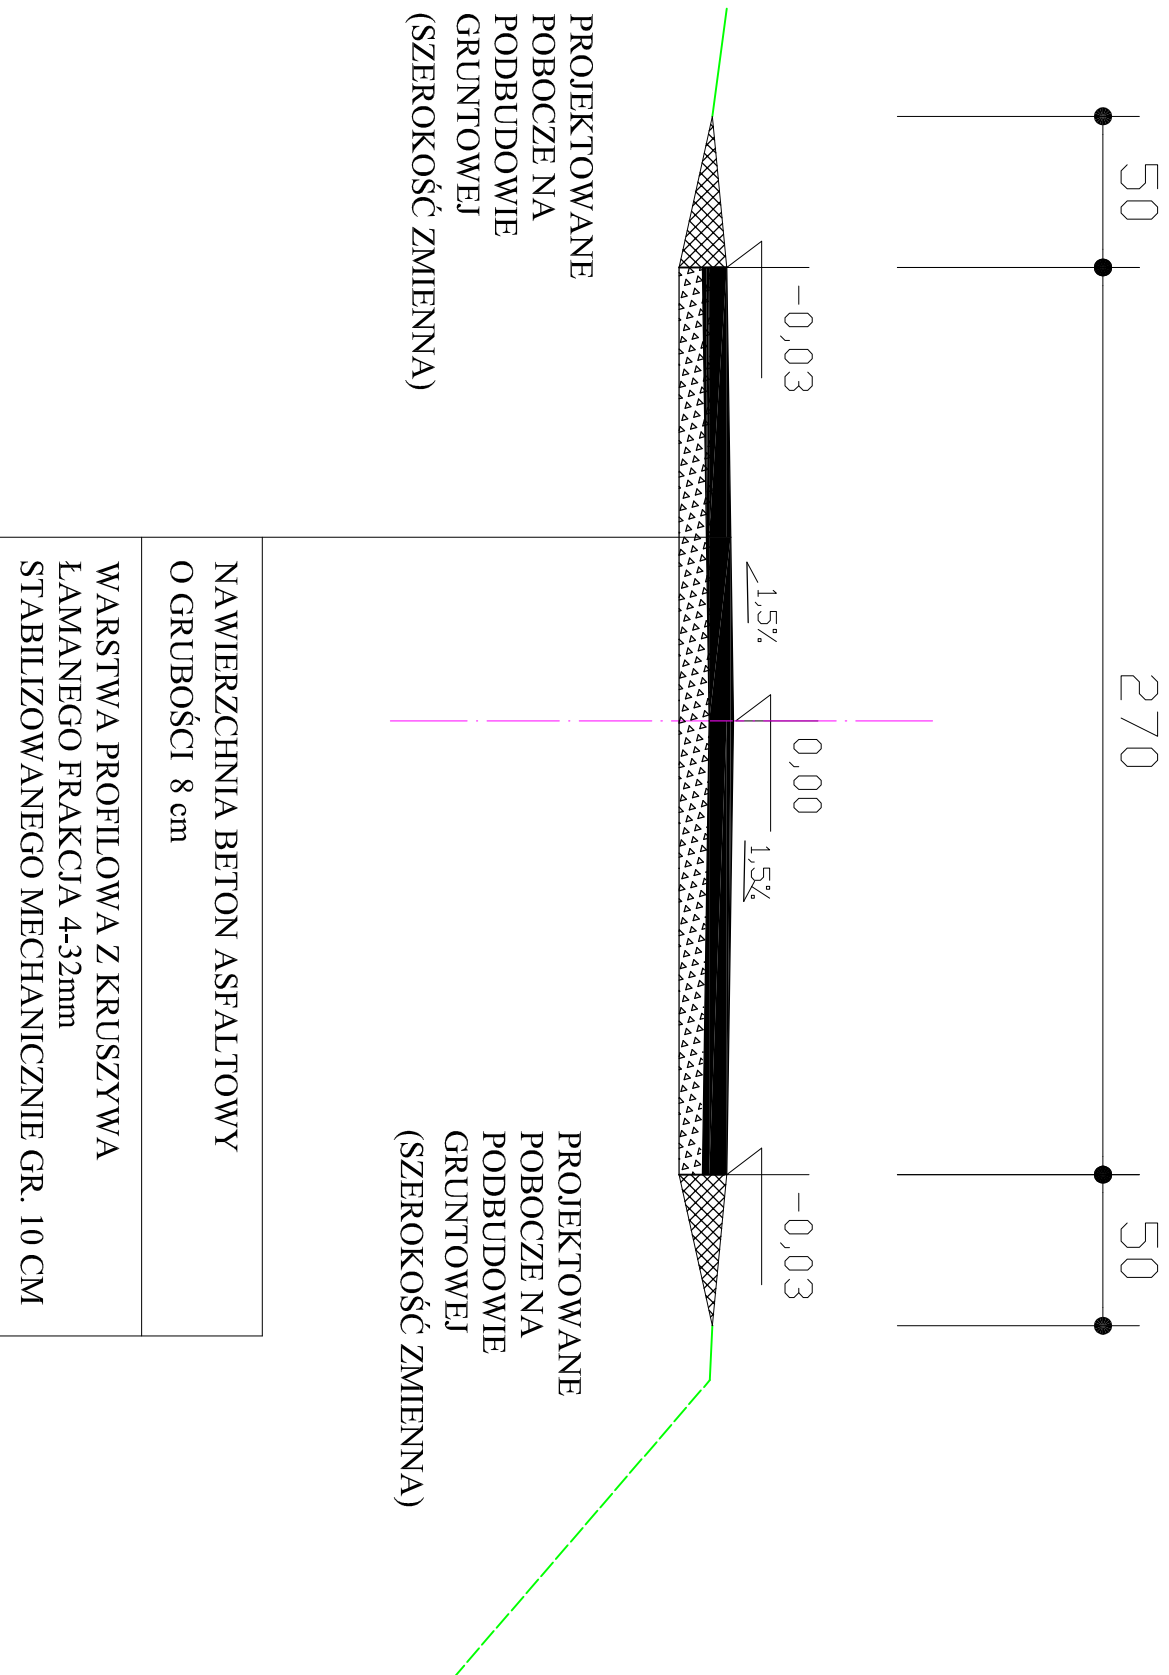 50
270
50
-0,03
0,00
-0,03
1,5%
1,5%
PROJEKTOWANE
POBOCZE NA
PODBUDOWIE
GRUNTOWEJ
(SZEROKOŚĆ ZMIENNA)
PROJEKTOWANE
POBOCZE NA
PODBUDOWIE
GRUNTOWEJ
(SZEROKOŚĆ ZMIENNA)
NAWIERZCHNIA BETON ASFALTOWY
O GRUBOŚCI 8 cm
WARSTWA PROFILOWA Z KRUSZYWA
ŁAMANEGO FRAKCJA 4-32mm
STABILIZOWANEGO MECHANICZNIE GR. 10 CM